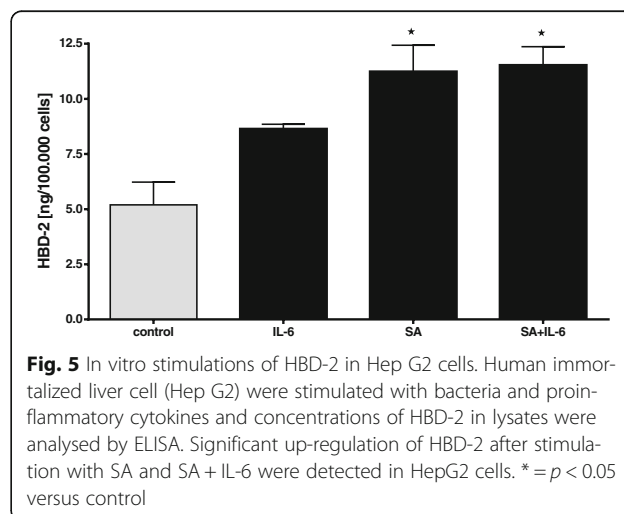 12.5
10.0
7.5
5.0
2.5
0.0
HBD-2 [ng/100.000 cells]
* *
control IL-6 SA SA+IL-6
Fig. 5 In vitro stimulations of HBD-2 in Hep G2 cells. Human immor-
talized liver cell (Hep G2) were stimulated with bacteria and proin-
flammatory cytokines and concentrations of HBD-2 in lysates were
analysed by ELISA. Significant up-regulation of HBD-2 after stimula-
tion with SA and SA + IL-6 were detected in HepG2 cells. * = p < 0.05
versus control